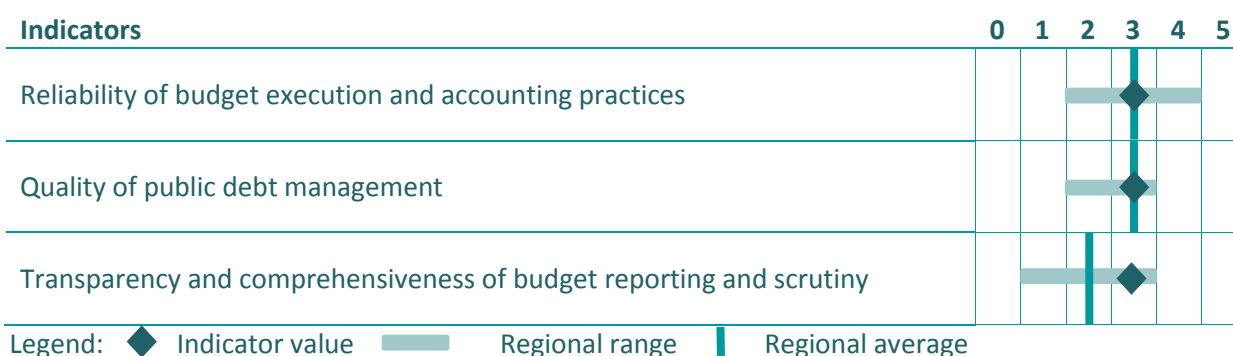 Indicators 0 1 2 3 4 5
Reliability of budget execution and accounting practices
Quality of public debt management
Transparency and comprehensiveness of budget reporting and scrutiny
Legend: Indicator value Regional range Regional average